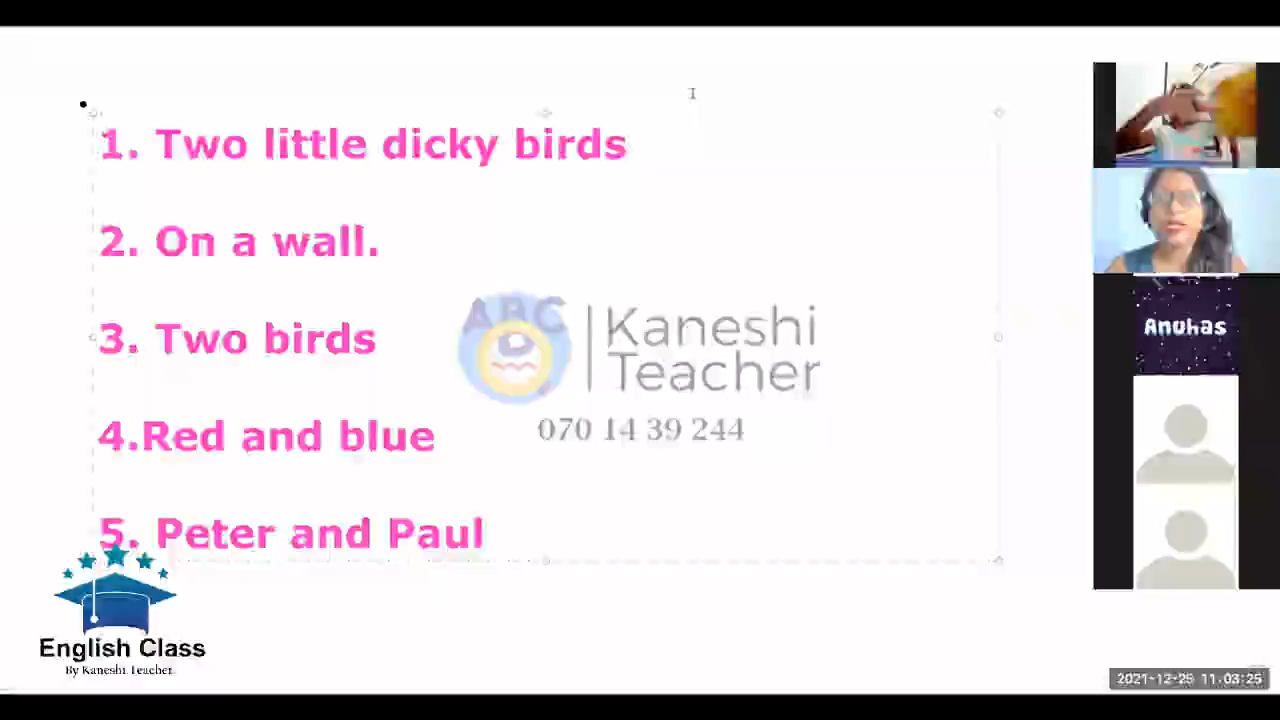 1. Two little dicky birds
2. On a wall.
3. Two birds
4.Red and blue
5. Peter and Paul
ABC
Kaneshi
Teacher
070 14 39 244
Anuhas
English Class
By Kaneshi Teacher
2021-12-25 11:03:25